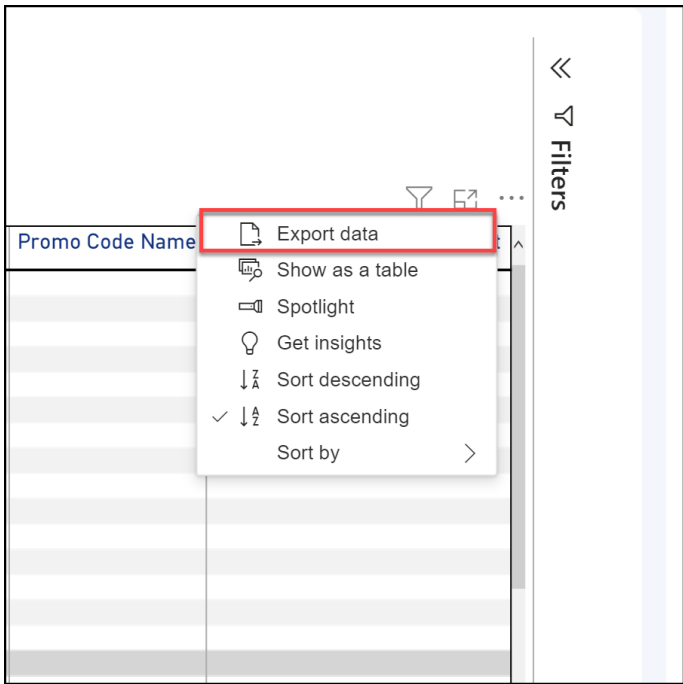 Filters
Promo Code Name
t
Export data
Show as a table
Spotlight
Get insights
Sort descending
Sort ascending
Sort by